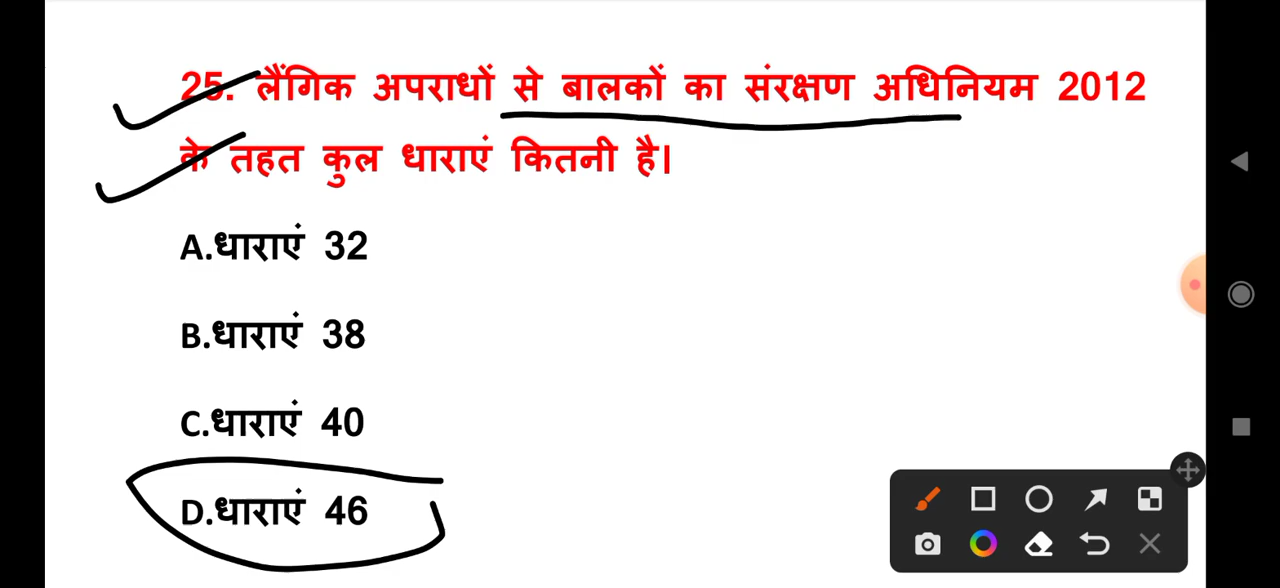 25. लैंगिक अपराधों से बालकों का संरक्षण अधिनियम 2012
के तहत कुल धाराएं कितनी है।
A.धाराएं 32
B.धाराएं 38
C.धाराएं 40
D.धाराएं 46